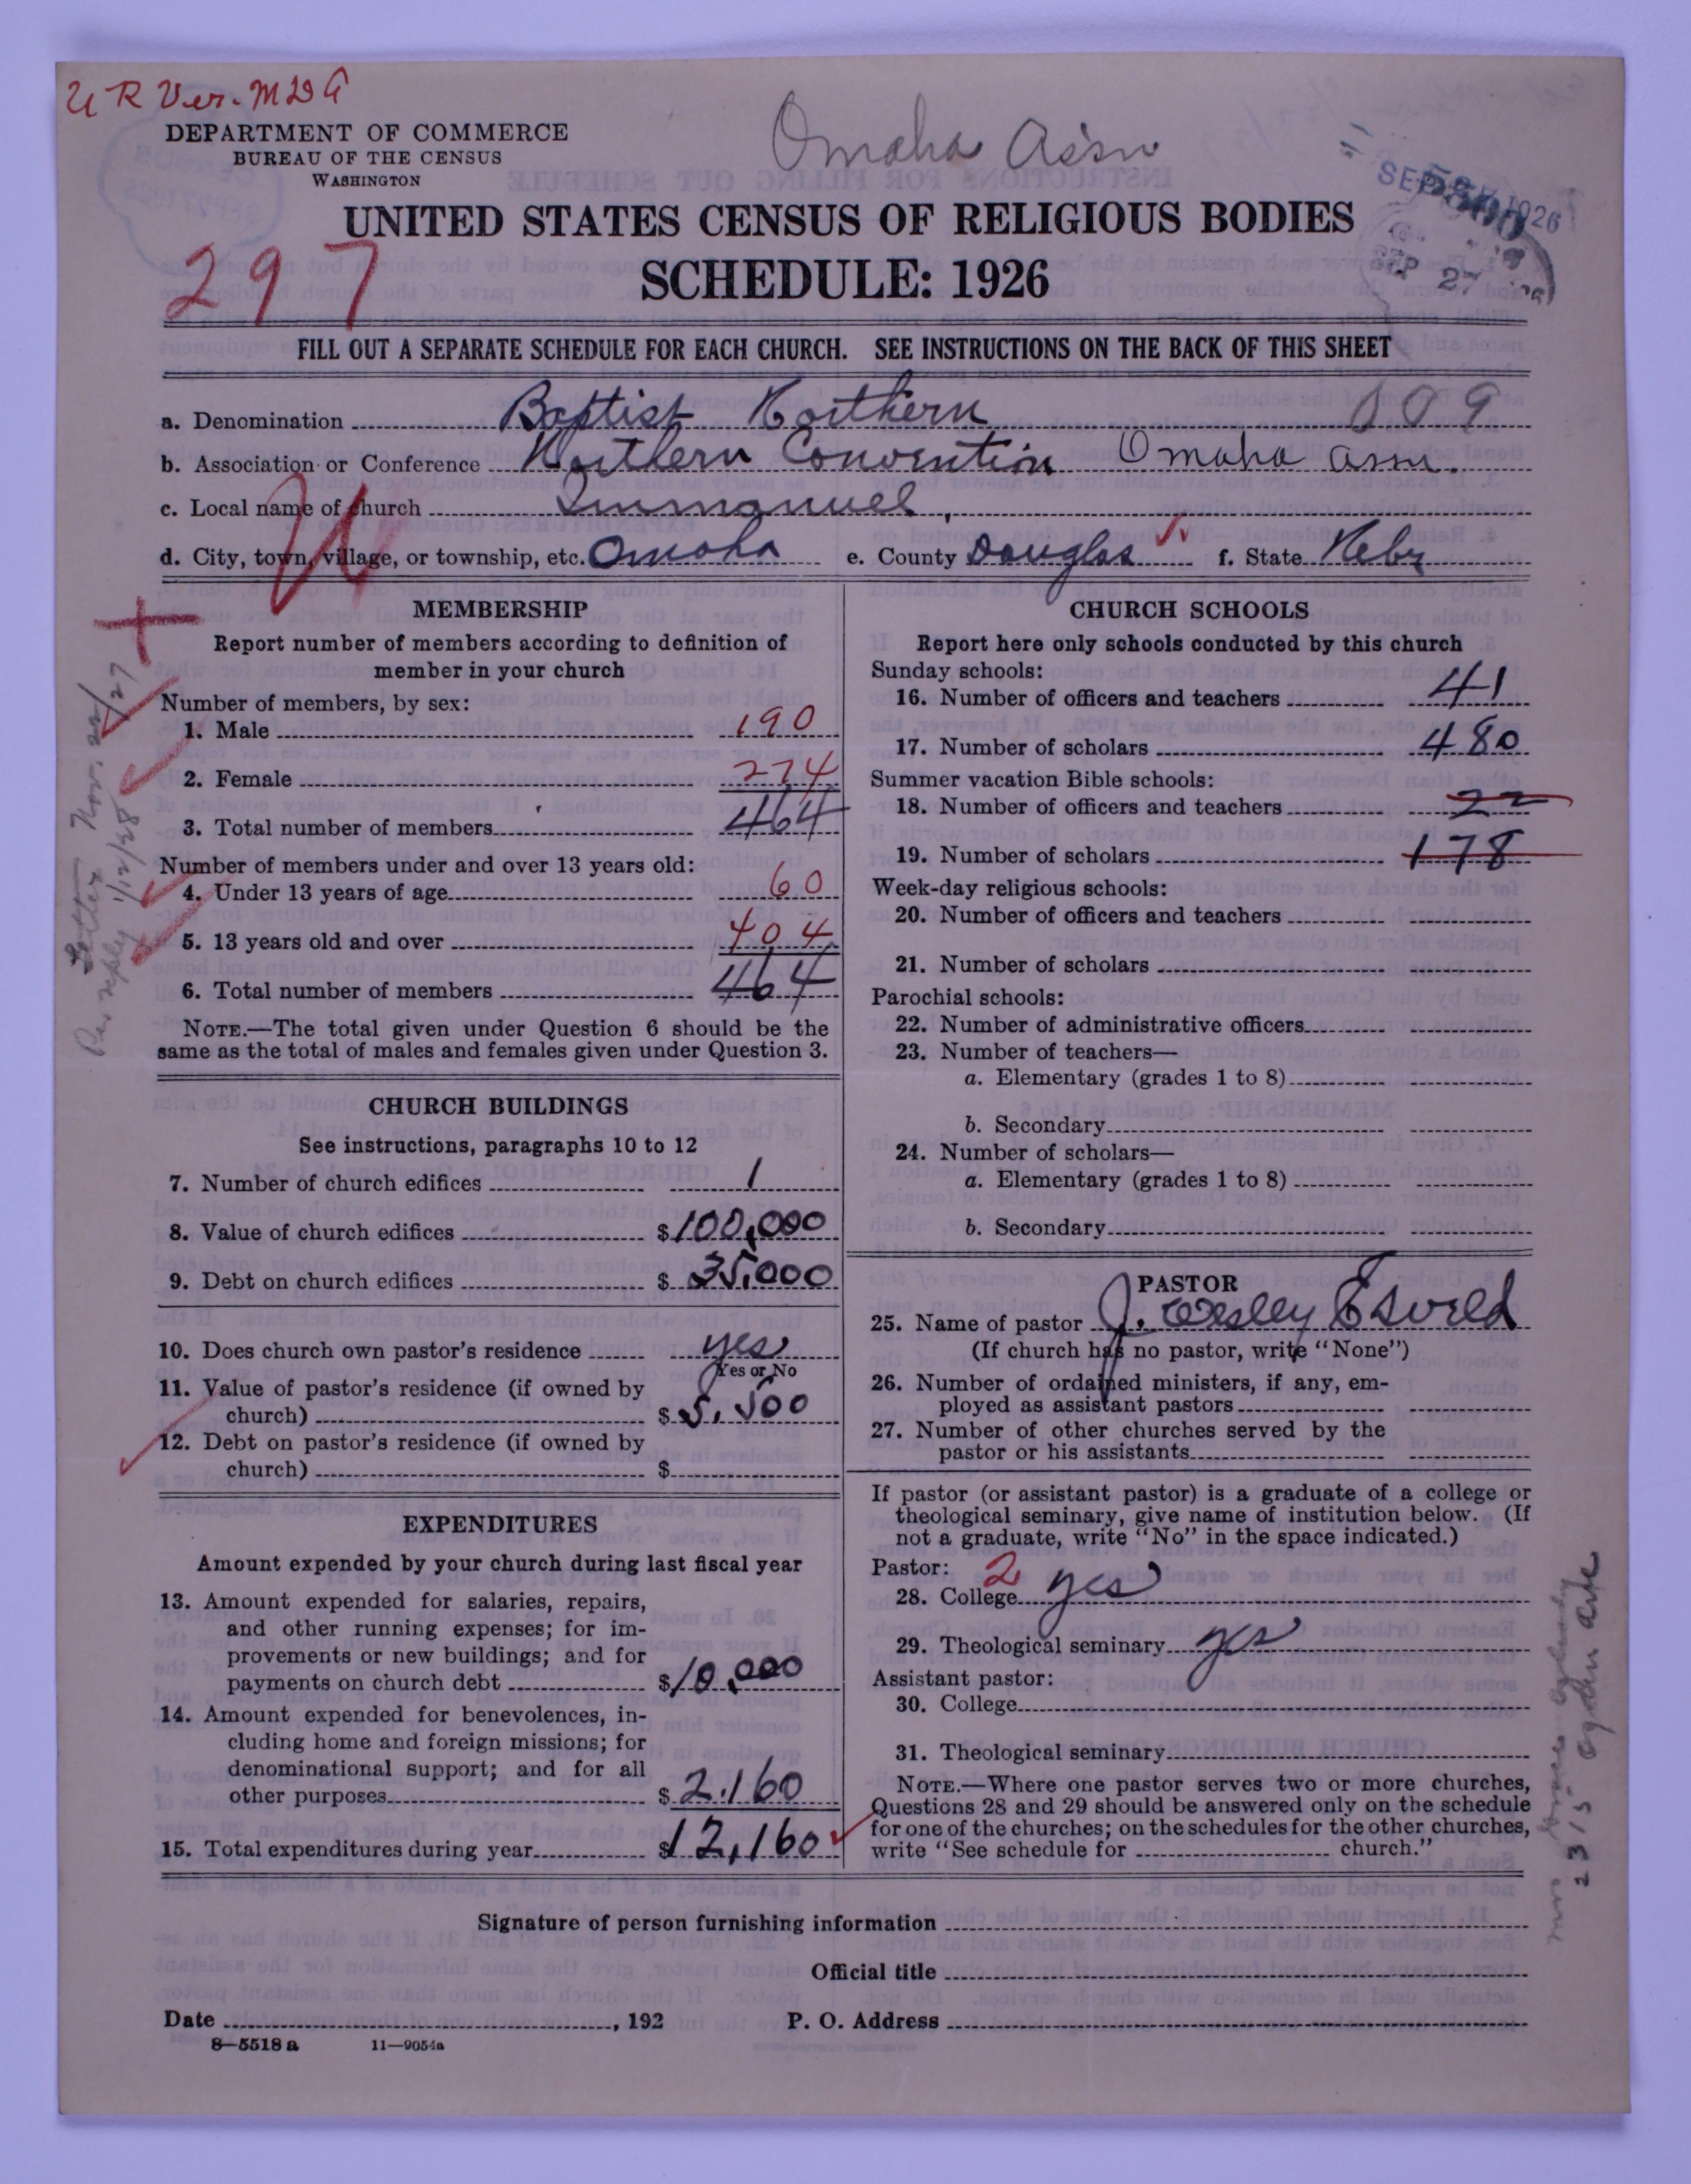 U R Ver. M D G
DEPARTMENT OF COMMERCE
BUREAU OF THE CENSUS
WASHINGTON
Omaha Assn
SEP 1926
SEP 27
UNITED STATES CENSUS OF RELIGIOUS BODIES
297
SCHEDULE: 1926
FILL OUT A SEPARATE SCHEDULE FOR EACH CHURCH. SEE INSTRUCTIONS ON THE BACK OF THIS SHEET
a. Denomination Baptist Northern 009
b. Association or Conference Northern Convention Omaha assn.
c. Local name of church Immanuel
d. City, town, village, or township, etc. Omaha e. County Douglas f. State Nebr
MEMBERSHIP
Report number of members according to definition of
member in your church
Number of members, by sex:
1. Male 190
2. Female 274
3. Total number of members 464
Number of members under and over 13 years old:
4. Under 13 years of age 60
5. 13 years old and over 404
6. Total number of members 464
NOTE.—The total given under Question 6 should be the
same as the total of males and females given under Question 3.
Letter Nov. 22/27
Per reply 1/12/28
CHURCH BUILDINGS
See instructions, paragraphs 10 to 12
7. Number of church edifices 1
8. Value of church edifices $100,000
9. Debt on church edifices $ 35,000
10. Does church own pastor's residence yes
Yes or No
11. Value of pastor's residence (if owned by
church) $ 5,500
12. Debt on pastor's residence (if owned by
church) $
EXPENDITURES
Amount expended by your church during last fiscal year
13. Amount expended for salaries, repairs,
and other running expenses; for im-
provements or new buildings; and for
payments on church debt $10,000
14. Amount expended for benevolences, in-
cluding home and foreign missions; for
denominational support; and for all
other purposes $ 2,160
15. Total expenditures during year $12,160
CHURCH SCHOOLS
Report here only schools conducted by this church
Sunday schools:
16. Number of officers and teachers 41
17. Number of scholars 480
Summer vacation Bible schools:
18. Number of officers and teachers 22
19. Number of scholars 178
Week-day religious schools:
20. Number of officers and teachers
21. Number of scholars
Parochial schools:
22. Number of administrative officers
23. Number of teachers—
a. Elementary (grades 1 to 8)
b. Secondary
24. Number of scholars—
a. Elementary (grades 1 to 8)
b. Secondary
PASTOR
25. Name of pastor J. Wesley Esveld
(If church has no pastor, write "None")
26. Number of ordained ministers, if any, em-
ployed as assistant pastors
27. Number of other churches served by the
pastor or his assistants
If pastor (or assistant pastor) is a graduate of a college or
theological seminary, give name of institution below. (If
not a graduate, write "No" in the space indicated.)
Pastor: 2
28. College yes
29. Theological seminary yes
Assistant pastor:
30. College
31. Theological seminary
NOTE.—Where one pastor serves two or more churches,
Questions 28 and 29 should be answered only on the schedule
for one of the churches; on the schedules for the other churches,
write "See schedule for church."
2315 Ogden ave
Signature of person furnishing information
Official title
Date , 192 P. O. Address
8—5518 a 11—9054a